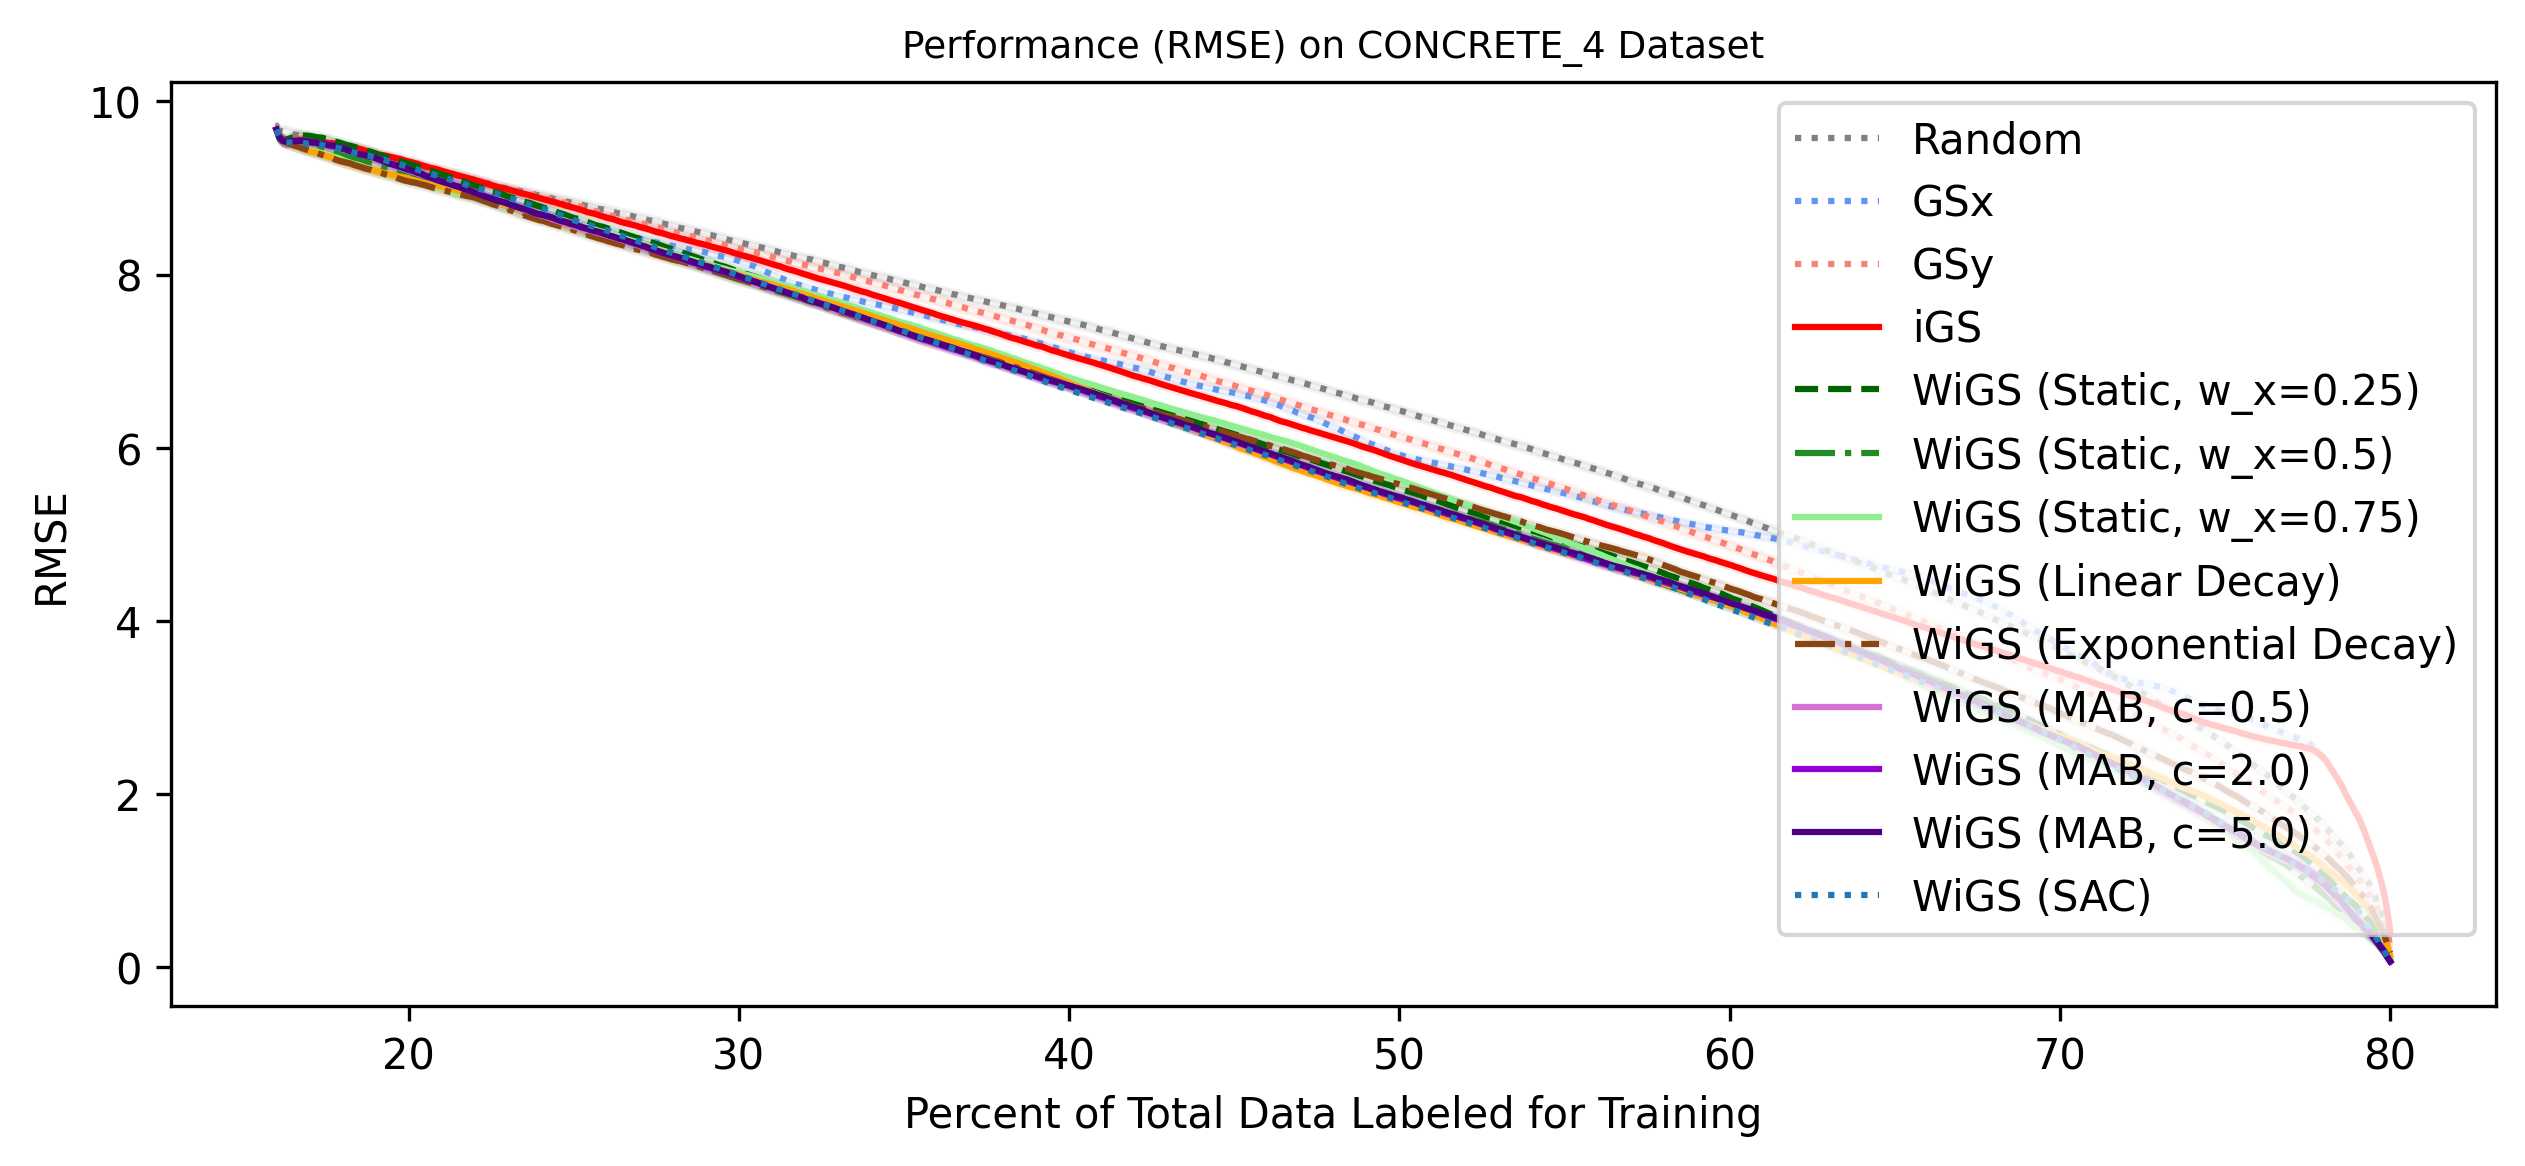 Performance (RMSE) on CONCRETE_4 Dataset
10
8
6
4
2
0
RMSE
20 30 40 50 60 70 80
Percent of Total Data Labeled for Training
Random
GSx
GSy
iGS
WiGS (Static, w_x=0.25)
WiGS (Static, w_x=0.5)
WiGS (Static, w_x=0.75)
WiGS (Linear Decay)
WiGS (Exponential Decay)
WiGS (MAB, c=0.5)
WiGS (MAB, c=2.0)
WiGS (MAB, c=5.0)
WiGS (SAC)